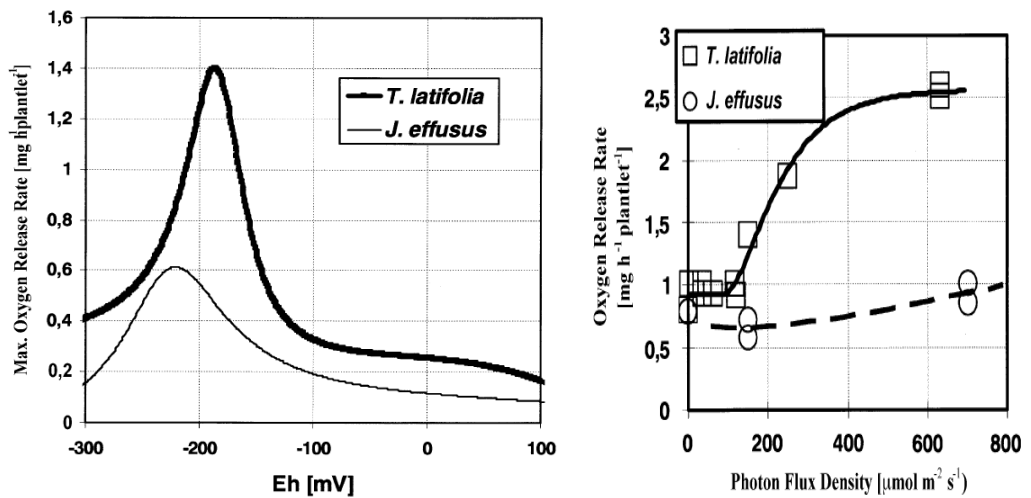 Max. Oxygen Release Rate [mg h⁻¹plantlet⁻¹]
1,6
1,4
1,2
1
0,8
0,6
0,4
0,2
0
-300
-200
-100
0
100
Eh [mV]
T. latifolia
J. effusus
Oxygen Release Rate
[mg h⁻¹ plantlet⁻¹]
3
2,5
2
1,5
1
0,5
0
0
200
400
600
800
Photon Flux Density [µmol m⁻² s⁻¹)
T. latifolia
J. effusus